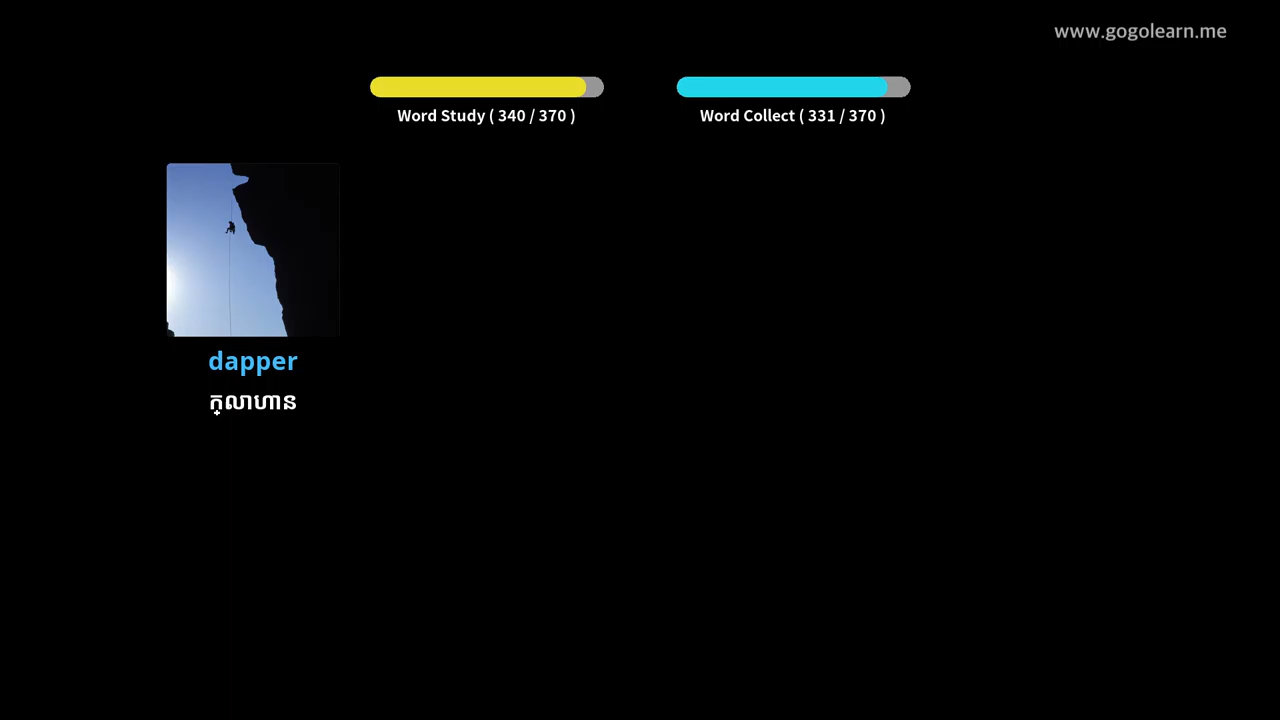 www.gogolearn.me
Word Study ( 340 / 370 )
Word Collect ( 331 / 370 )
dapper
ក្លាហាន